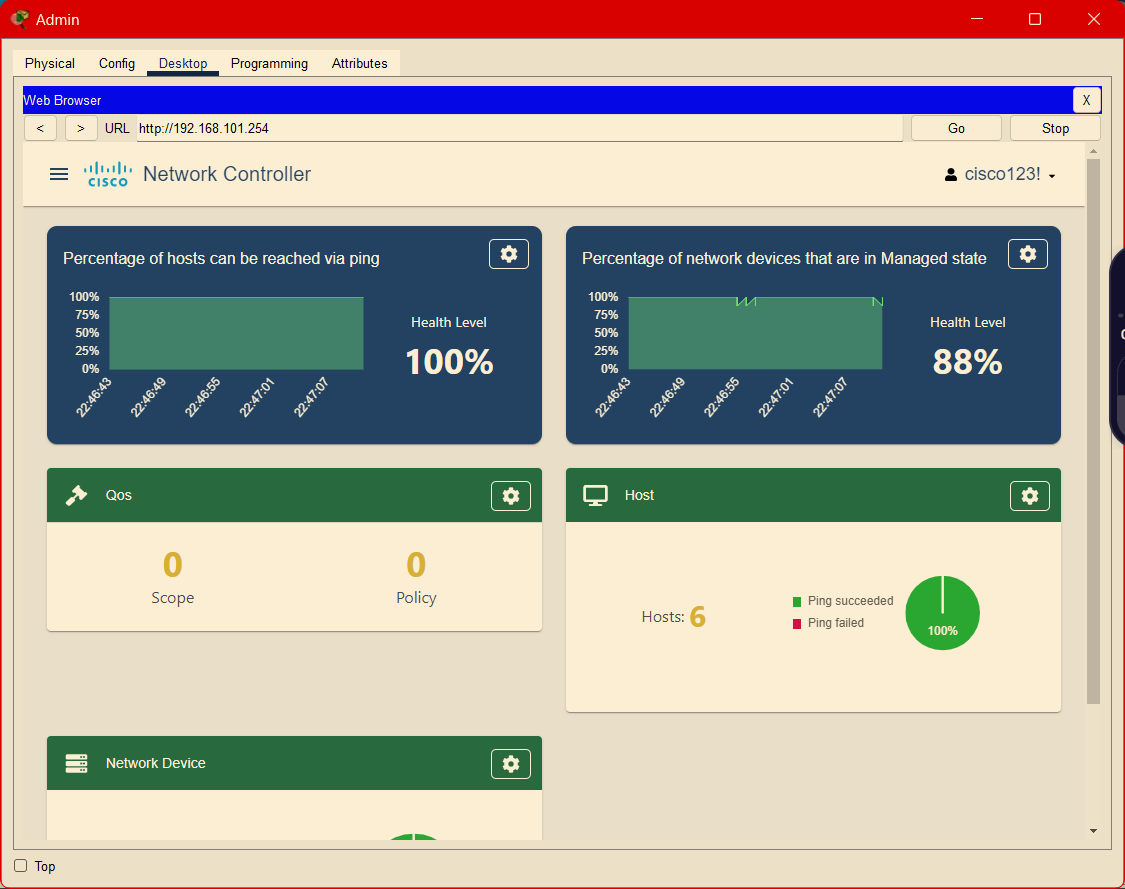 Admin
Physical Config Desktop Programming Attributes
Web Browser X
< > URL http://192.168.101.254 Go Stop
CISCO Network Controller cisco123!
Percentage of hosts can be reached via ping
100%
75%
50%
25%
0%
22:46:43 22:46:49 22:46:55 22:47:01 22:47:07
Health Level
100%
Percentage of network devices that are in Managed state
100%
75%
50%
25%
0%
22:46:43 22:46:49 22:46:55 22:47:01 22:47:07
Health Level
88%
Qos
0 0
Scope Policy
Host
Hosts: 6
Ping succeeded
Ping failed
100%
Network Device
Top